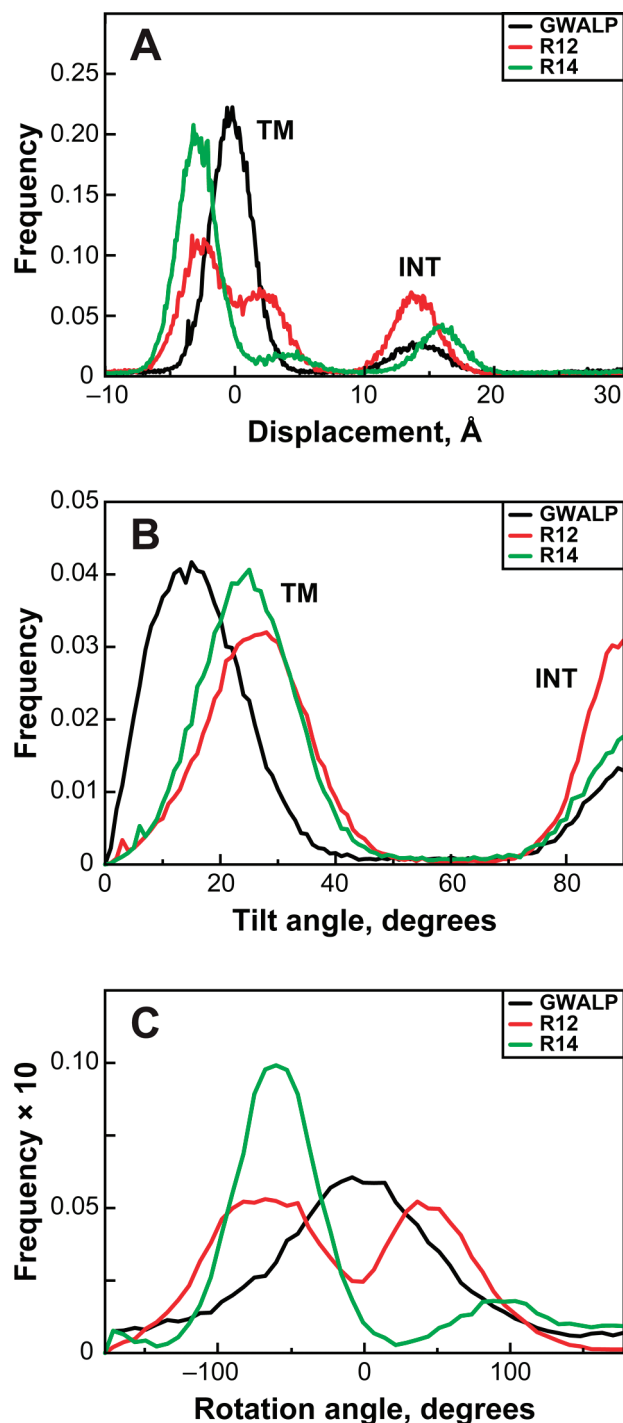 A
GWALP
R12
R14
0.25
0.20
0.15
0.10
0.05
0
Frequency
TM
INT
−10
0
10
20
30
Displacement, Å
B
GWALP
R12
R14
0.05
0.04
0.03
0.02
0.01
0
Frequency
TM
INT
0
20
40
60
80
Tilt angle, degrees
C
GWALP
R12
R14
0.10
0.05
0
Frequency × 10
−100
0
100
Rotation angle, degrees